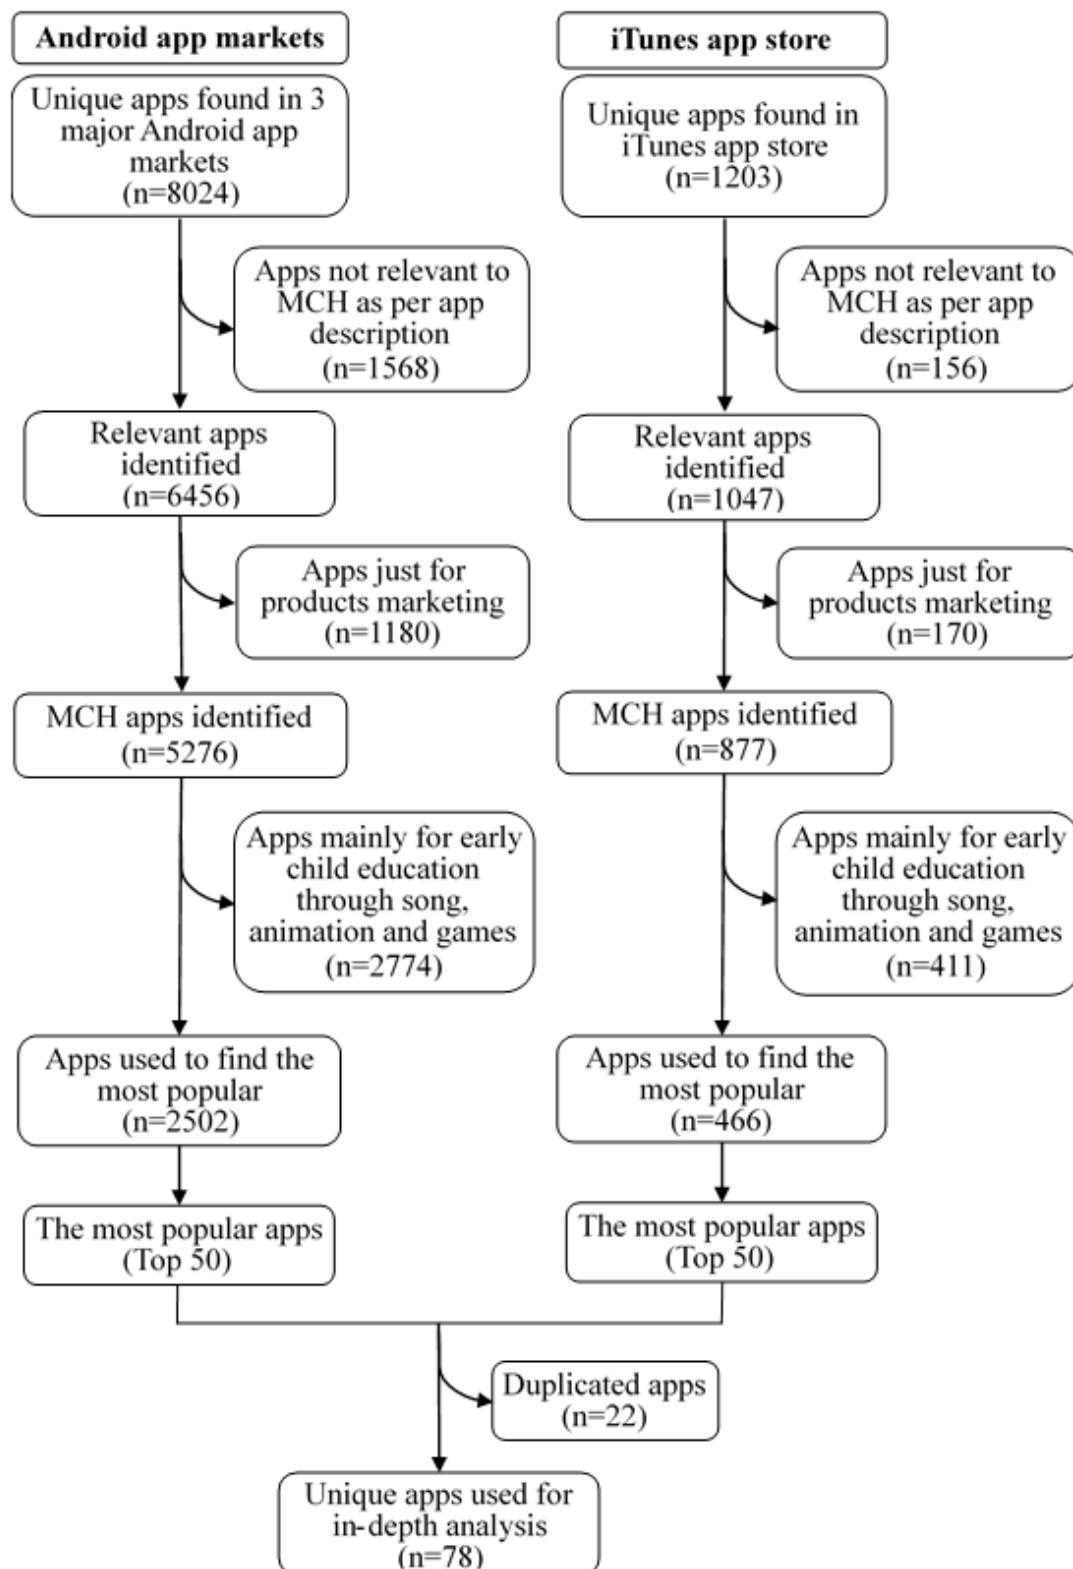 Android app markets
Unique apps found in 3
major Android app
markets
(n=8024)
Apps not relevant to
MCH as per app
description
(n=1568)
Relevant apps
identified
(n=6456)
Apps just for
products marketing
(n=1180)
MCH apps identified
(n=5276)
Apps mainly for early
child education
through song,
animation and games
(n=2774)
Apps used to find the
most popular
(n=2502)
The most popular apps
(Top 50)
iTunes app store
Unique apps found in
iTunes app store
(n=1203)
Apps not relevant to
MCH as per app
description
(n=156)
Relevant apps
identified
(n=1047)
Apps just for
products marketing
(n=170)
MCH apps identified
(n=877)
Apps mainly for early
child education
through song,
animation and games
(n=411)
Apps used to find the
most popular
(n=466)
The most popular apps
(Top 50)
Duplicated apps
(n=22)
Unique apps used for
in-depth analysis
(n=78)